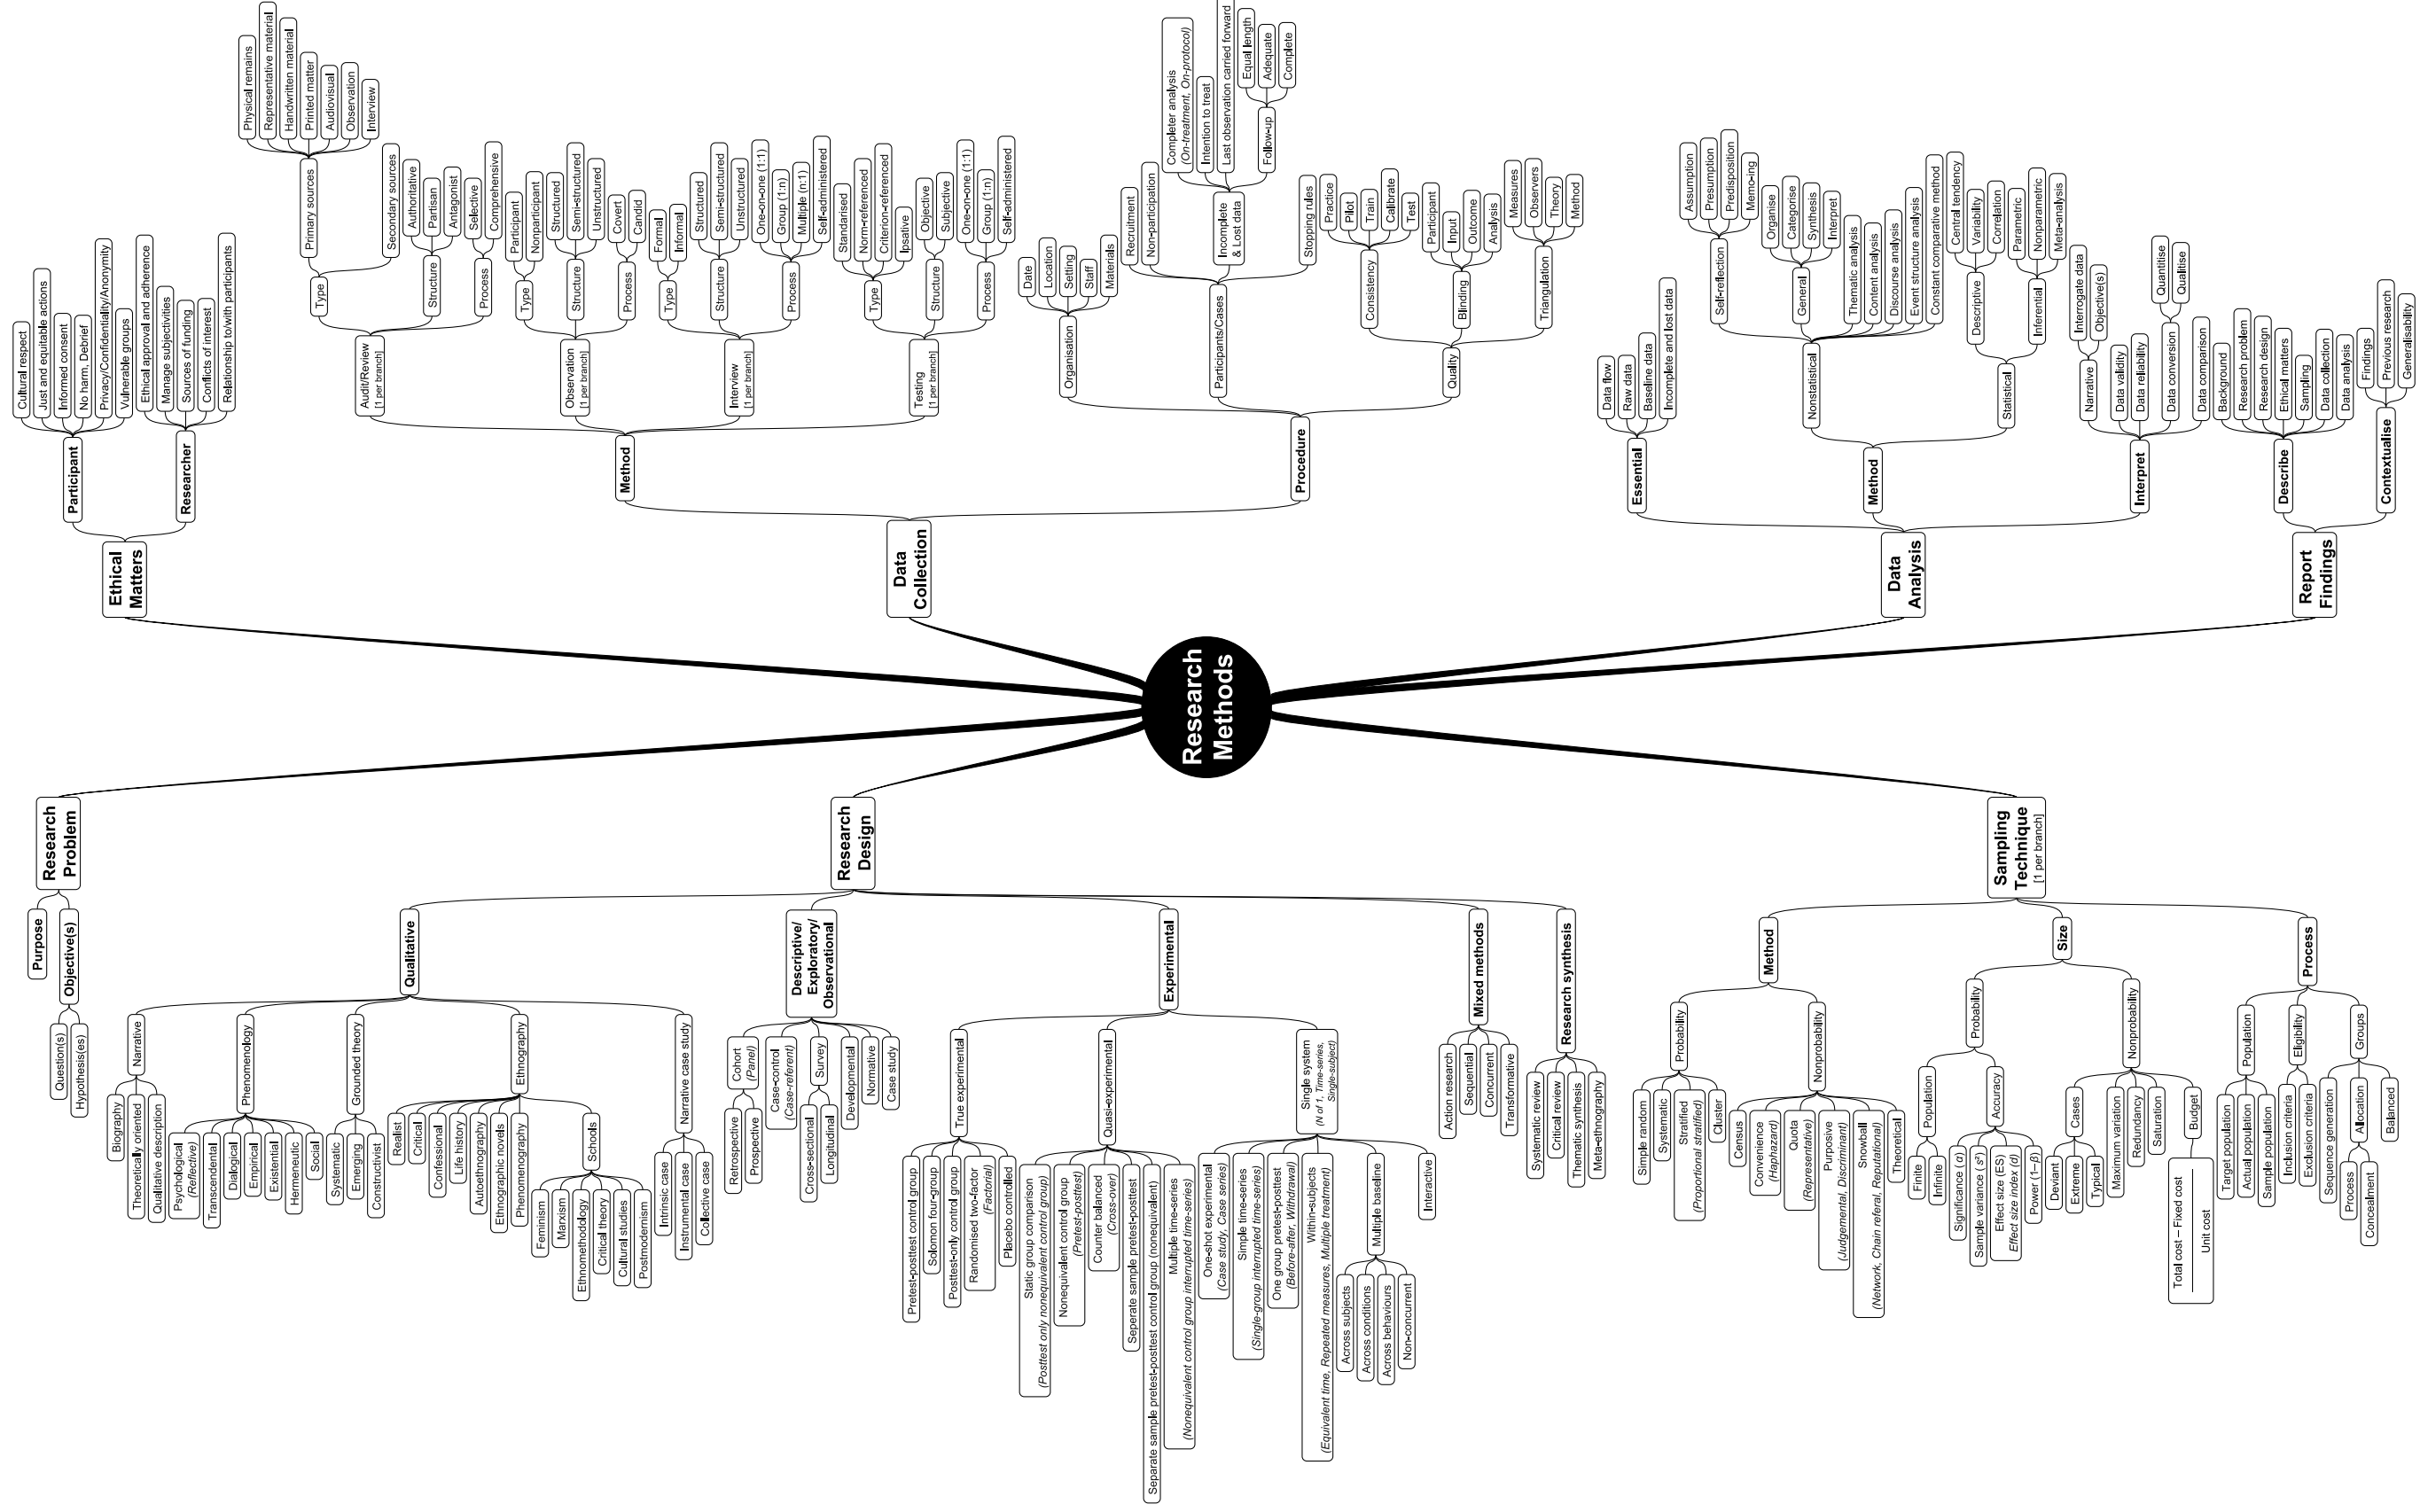 Research
Methods
Research
Problem
Purpose
Objective(s)
Question(s)
Hypothesis(es)
Research
Design
Qualitative
Narrative
Biography
Theoretically oriented
Qualitative description
Phenomenology
Psychological
(Reflective)
Transcendental
Dialogical
Empirical
Existential
Hermeneutic
Social
Grounded theory
Systematic
Emerging
Constructivist
Ethnography
Realist
Critical
Confessional
Life history
Autoethnography
Ethnographic novels
Phenomenography
Schools
Feminism
Marxism
Ethnomethodology
Critical theory
Cultural studies
Postmodernism
Narrative case study
Intrinsic case
Instrumental case
Collective case
Descriptive/
Exploratory/
Observational
Cohort
(Panel)
Retrospective
Prospective
Case-control
(Case-referent)
Survey
Cross-sectional
Longitudinal
Developmental
Normative
Case study
Experimental
True experimental
Pretest-posttest control group
Solomon four-group
Posttest-only control group
Randomised two-factor
(Factorial)
Placebo controlled
Quasi-experimental
Static group comparison
(Posttest only nonequivalent control group)
Nonequivalent control group
(Pretest-posttest)
Counter balanced
(Cross-over)
Seperate sample pretest-posttest
Separate sample pretest-posttest control group (nonequivalent)
Multiple time-series
(Nonequivalent control group interrupted time-series)
Single system
(N of 1, Time-series,
Single-subject)
One-shot experimental
(Case study, Case series)
Simple time-series
(Single-group interrupted time-series)
One group pretest-posttest
(Before-after, Withdrawal)
Within-subjects
(Equivalent time, Repeated measures, Multiple treatment)
Multiple baseline
Across subjects
Across conditions
Across behaviours
Non-concurrent
Interactive
Mixed methods
Action research
Sequential
Concurrent
Transformative
Research synthesis
Systematic review
Critical review
Thematic synthesis
Meta-ethnography
Sampling
Technique
[1 per branch]
Method
Probability
Simple random
Systematic
Stratified
(Proportional stratified)
Cluster
Nonprobability
Census
Convenience
(Haphazard)
Quota
(Representative)
Purposive
(Judgemental, Discriminant)
Snowball
(Network, Chain referral, Reputational)
Theoretical
Size
Probability
Population
Finite
Infinite
Accuracy
Significance (α)
Sample variance (s²)
Effect size (ES)
Effect size index (d)
Power (1–β)
Nonprobability
Cases
Deviant
Extreme
Typical
Maximum variation
Redundancy
Saturation
Budget
Total cost – Fixed cost
Unit cost
Process
Population
Target population
Actual population
Sample population
Eligibility
Inclusion criteria
Exclusion criteria
Groups
Sequence generation
Allocation
Process
Concealment
Balanced
Ethical
Matters
Participant
Cultural respect
Just and equitable actions
Informed consent
No harm, Debrief
Privacy/Confidentiality/Anonymity
Vulnerable groups
Researcher
Ethical approval and adherence
Manage subjectivities
Sources of funding
Conflicts of interest
Relationship to/with participants
Data
Collection
Method
Audit/Review
[1 per branch]
Type
Primary sources
Physical remains
Representative material
Handwritten material
Printed matter
Audiovisual
Observation
Interview
Secondary sources
Structure
Authoritative
Partisan
Antagonist
Process
Selective
Comprehensive
Observation
[1 per branch]
Type
Participant
Nonparticipant
Structure
Structured
Semi-structured
Unstructured
Process
Covert
Candid
Interview
[1 per branch]
Type
Formal
Informal
Structure
Structured
Semi-structured
Unstructured
Process
One-on-one (1:1)
Group (1:n)
Multiple (n:1)
Self-administered
Testing
[1 per branch]
Type
Standarised
Norm-referenced
Criterion-referenced
Ipsative
Structure
Objective
Subjective
Process
One-on-one (1:1)
Group (1:n)
Self-administered
Procedure
Organisation
Date
Location
Setting
Staff
Materials
Participants/Cases
Recruitment
Non-participation
Incomplete
& Lost data
Completer analysis
(On-treatment, On-protocol)
Intention to treat
Last observation carried forward
Follow-up
Equal length
Adequate
Complete
Stopping rules
Quality
Consistency
Practice
Pilot
Train
Calibrate
Test
Blinding
Participant
Input
Outcome
Analysis
Triangulation
Measures
Observers
Theory
Method
Data
Analysis
Essential
Data flow
Raw data
Baseline data
Incomplete and lost data
Method
Nonstatistical
Self-reflection
Assumption
Presumption
Predisposition
Memo-ing
General
Organise
Categorise
Synthesis
Interpret
Thematic analysis
Content analysis
Discourse analysis
Event structure analysis
Constant comparative method
Statistical
Descriptive
Central tendency
Variability
Correlation
Inferential
Parametric
Nonparametric
Meta-analysis
Interpret
Narrative
Interrogate data
Objective(s)
Data validity
Data reliability
Data conversion
Quantitise
Qualitise
Data comparison
Report
Findings
Describe
Background
Research problem
Research design
Ethical matters
Sampling
Data collection
Data analysis
Contextualise
Findings
Previous research
Generalisability